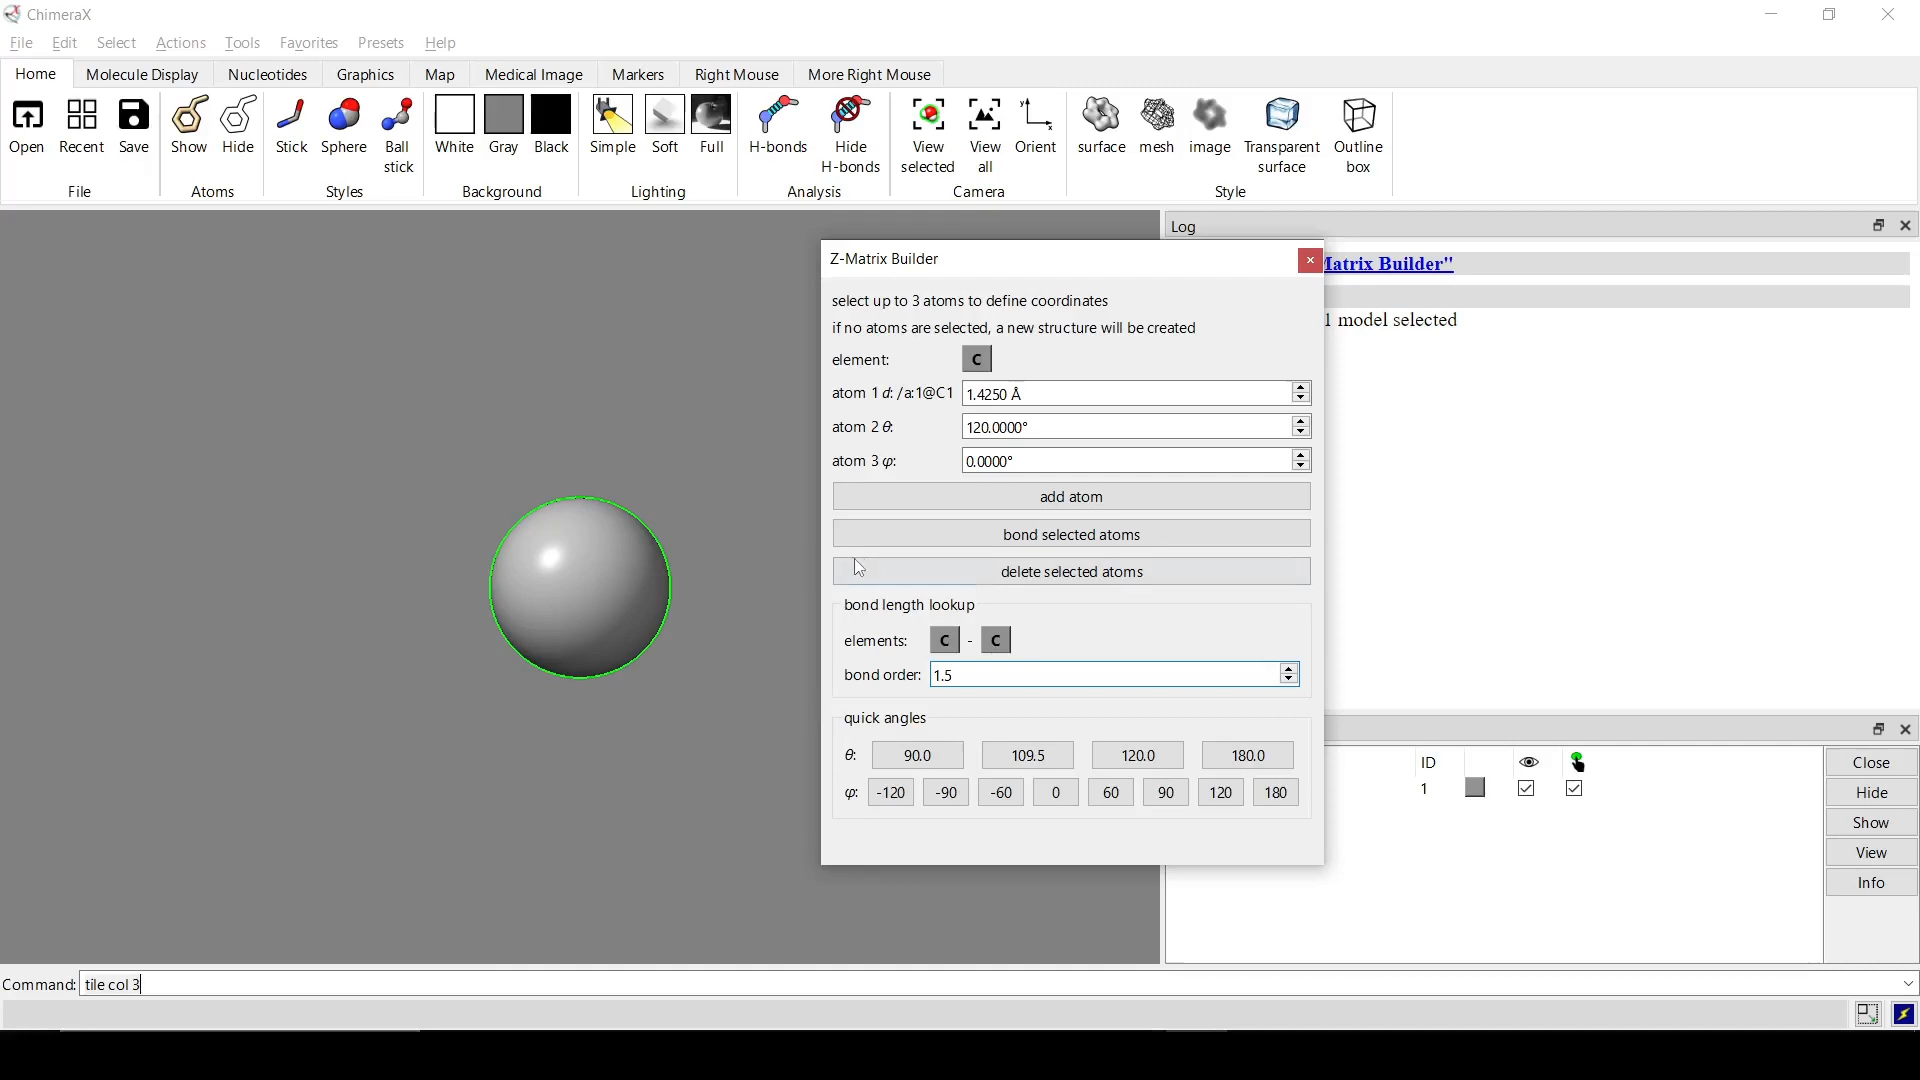 ChimeraX
File Edit Select Actions Tools Favorites Presets Help
Home Molecule Display Nucleotides Graphics Map Medical Image Markers Right Mouse More Right Mouse
Open Recent Save Show Hide Stick Sphere Ball stick White Gray Black Simple Soft Full H-bonds Hide H-bonds View selected View all Orient surface mesh image Transparent surface Outline box
File Atoms Styles Background Lighting Analysis Camera Style
Log
Matrix Builder"
1 model selected
Z-Matrix Builder
select up to 3 atoms to define coordinates
if no atoms are selected, a new structure will be created
element: C
atom 1 d: /a:1@C1 1.4250 Å
atom 2 θ: 120.0000°
atom 3 φ: 0.0000°
add atom
bond selected atoms
delete selected atoms
bond length lookup
elements: C - C
bond order: 1.5
quick angles
θ: 90.0 109.5 120.0 180.0
φ: -120 -90 -60 0 60 90 120 180
ID
1
Close
Hide
Show
View
Info
Command: tile col 3